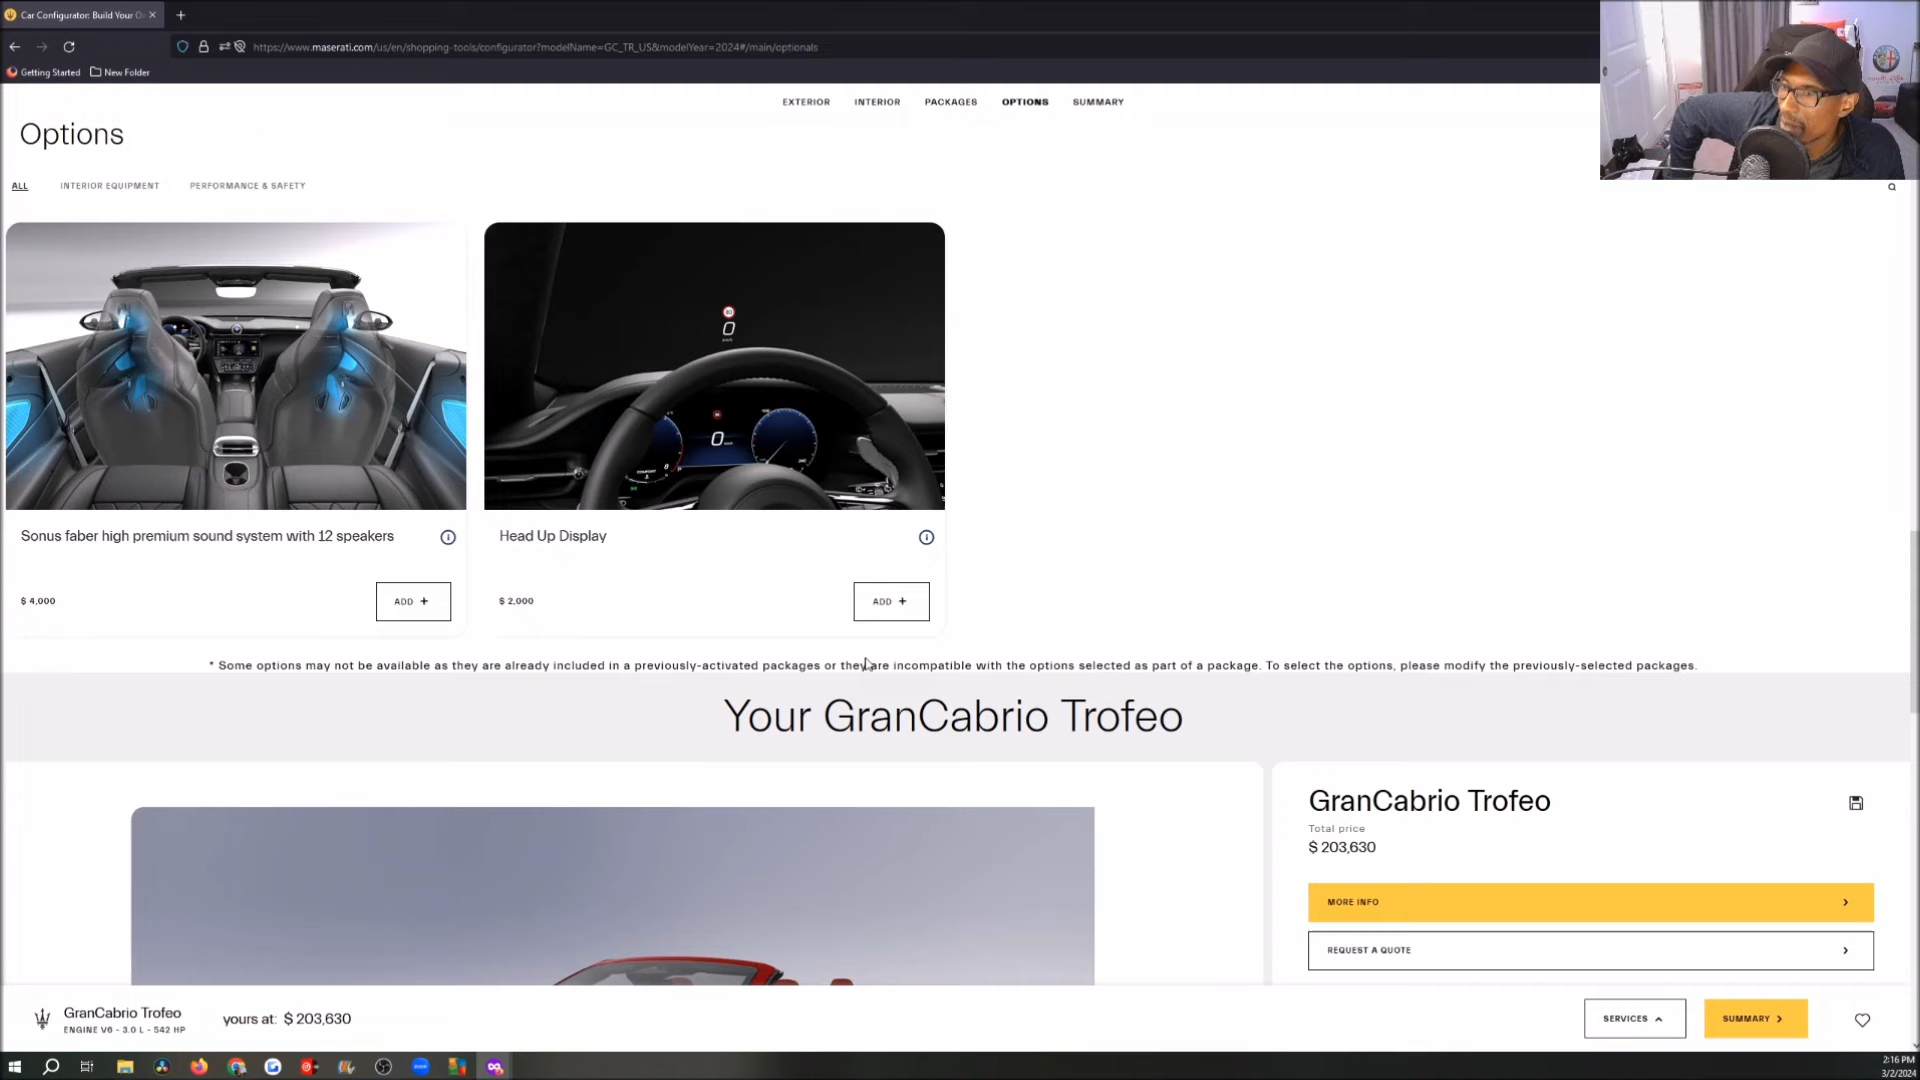 Car Configurator: Build Your O
https://www.maserati.com/us/en/shopping-tools/configurator?modelName=GC_TR_US&modelYear=2024#/main/optionals
Getting Started
New Folder
EXTERIOR
INTERIOR
PACKAGES
OPTIONS
SUMMARY
Options
ALL
INTERIOR EQUIPMENT
PERFORMANCE & SAFETY
0
0
Sonus faber high premium sound system with 12 speakers
$ 4,000
ADD +
Head Up Display
$ 2,000
ADD +
* Some options may not be available as they are already included in a previously-activated packages or they are incompatible with the options selected as part of a package. To select the options, please modify the previously-selected packages.
Your GranCabrio Trofeo
GranCabrio Trofeo
Total price
$ 203,630
MORE INFO
REQUEST A QUOTE
GranCabrio Trofeo
ENGINE V6 - 3.0 L - 542 HP
yours at: $ 203,630
SERVICES
SUMMARY
2:16 PM
3/2/2024